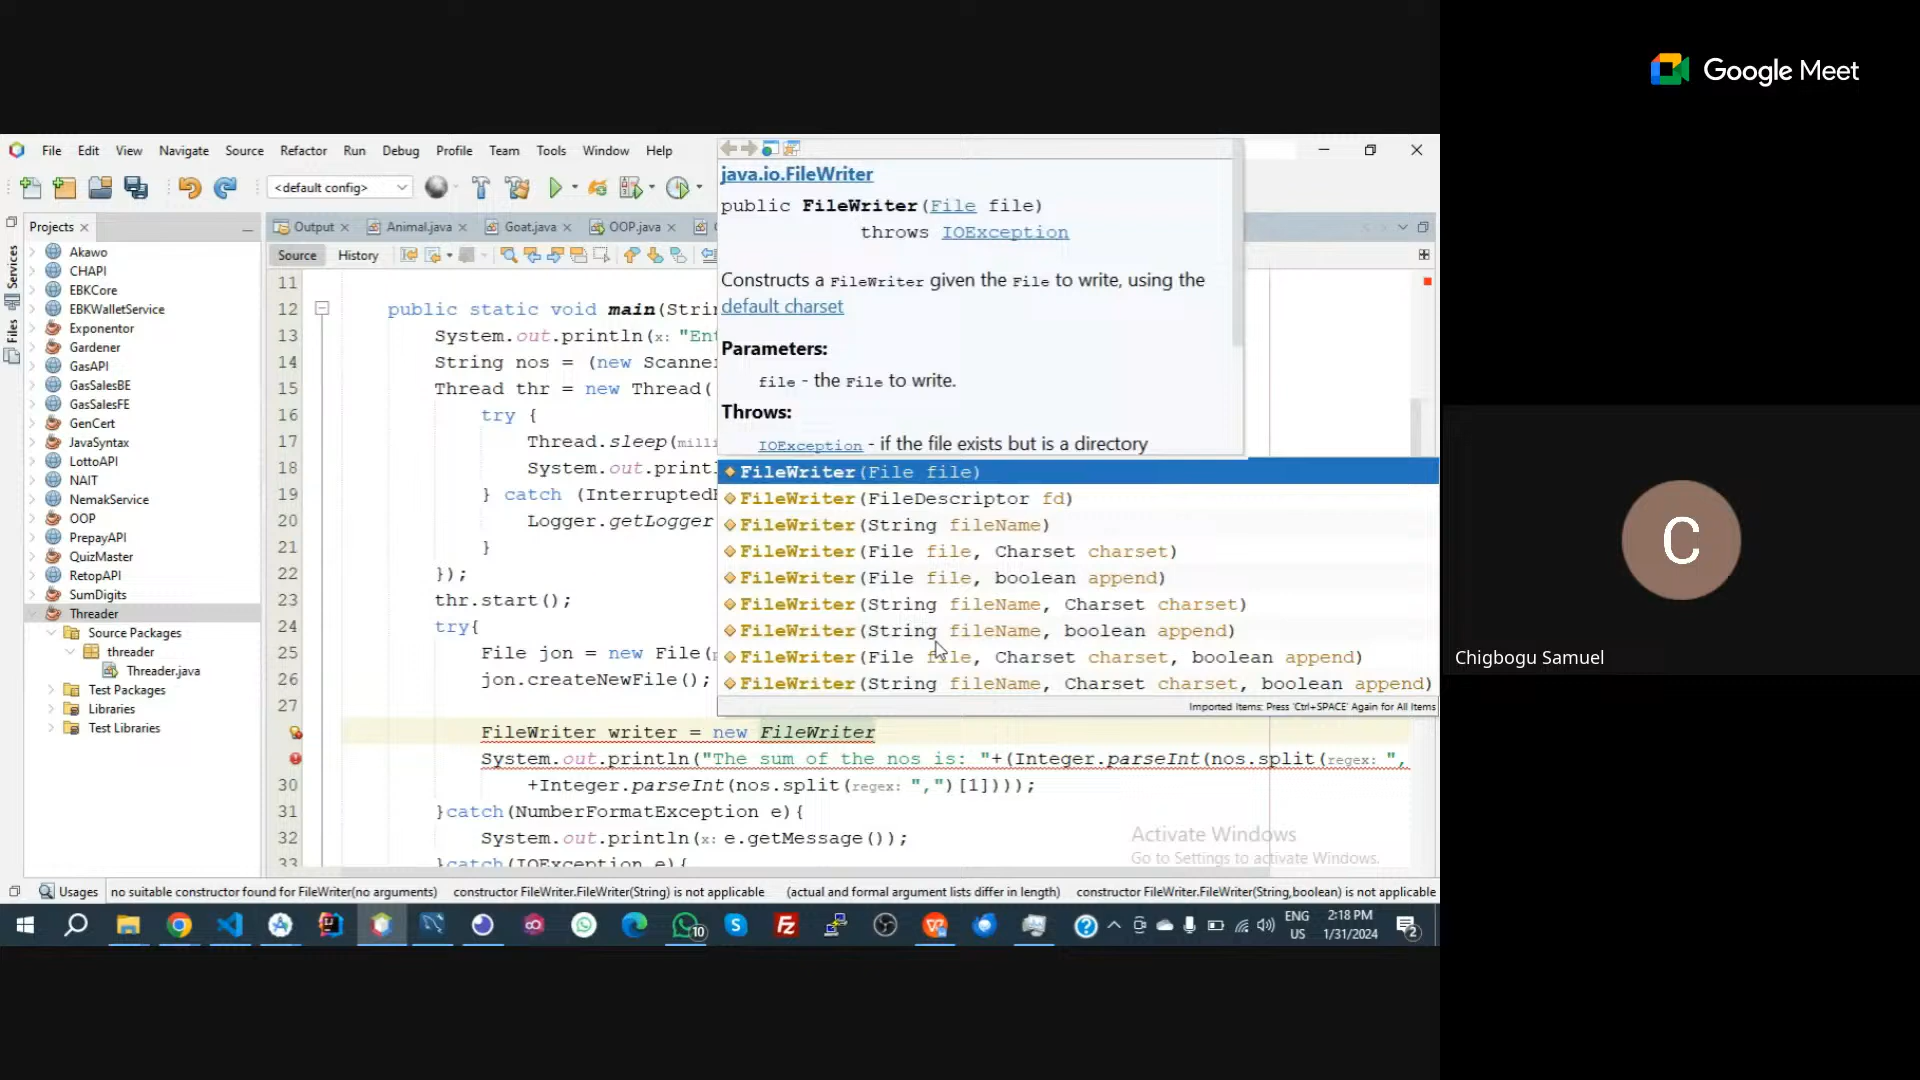 Google Meet
File Edit View Navigate Source Refactor Run Debug Profile Team Tools Window Help
<default config>
java.io.FileWriter
public FileWriter(File file)
throws IOException
Constructs a FileWriter given the File to write, using the
default charset
Parameters:
file - the File to write.
Throws:
IOException - if the file exists but is a directory
Services
Files
Projects
Akawo
CHAPI
EBKCore
EBKWalletService
Exponentor
Gardener
GasAPI
GasSalesBE
GasSalesFE
GenCert
JavaSyntax
LottoAPI
NAIT
NemakService
OOP
PrepayAPI
QuizMaster
RetopAPI
SumDigits
Threader
Source Packages
threader
Threader.java
Test Packages
Libraries
Test Libraries
Output Animal.java Goat.java OOP.java
Source History
11
12 public static void main(Strin
13 System.out.println(x: "Ent
14 String nos = (new Scanne
15 Thread thr = new Thread(
16 try {
17 Thread.sleep(milli
18 System.out.printl
19 } catch (Interrupted
20 Logger.getLogger
21 }
22 });
23 thr.start();
24 try{
25 File jon = new File(
26 jon.createNewFile();
27
FileWriter writer = new FileWriter
System.out.println("The sum of the nos is: "+(Integer.parseInt(nos.split(regex: ",
30 +Integer.parseInt(nos.split(regex: ",")[1])));
31 }catch(NumberFormatException e){
32 System.out.println(x: e.getMessage());
33 }catch(IOException e){
FileWriter(File file)
FileWriter(FileDescriptor fd)
FileWriter(String fileName)
FileWriter(File file, Charset charset)
FileWriter(File file, boolean append)
FileWriter(String fileName, Charset charset)
FileWriter(String fileName, boolean append)
FileWriter(File file, Charset charset, boolean append)
FileWriter(String fileName, Charset charset, boolean append)
Imported Items: Press 'Ctrl+SPACE' Again for All Items
Activate Windows
Go to Settings to activate Windows.
Usages no suitable constructor found for FileWriter(no arguments) constructor FileWriter.FileWriter(String) is not applicable (actual and formal argument lists differ in length) constructor FileWriter.FileWriter(String,boolean) is not applicable
10
ENG
US
2:18 PM
1/31/2024
2
C
Chigbogu Samuel